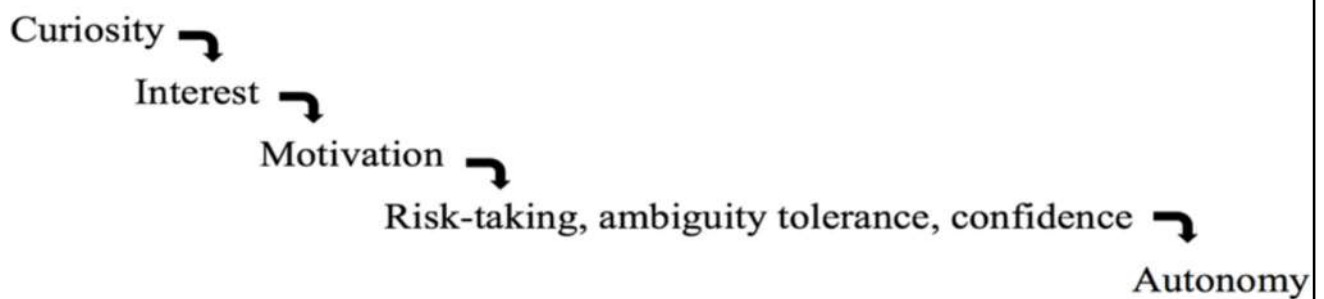 Curiosity
Interest
Motivation
Risk-taking, ambiguity tolerance, confidence
Autonomy